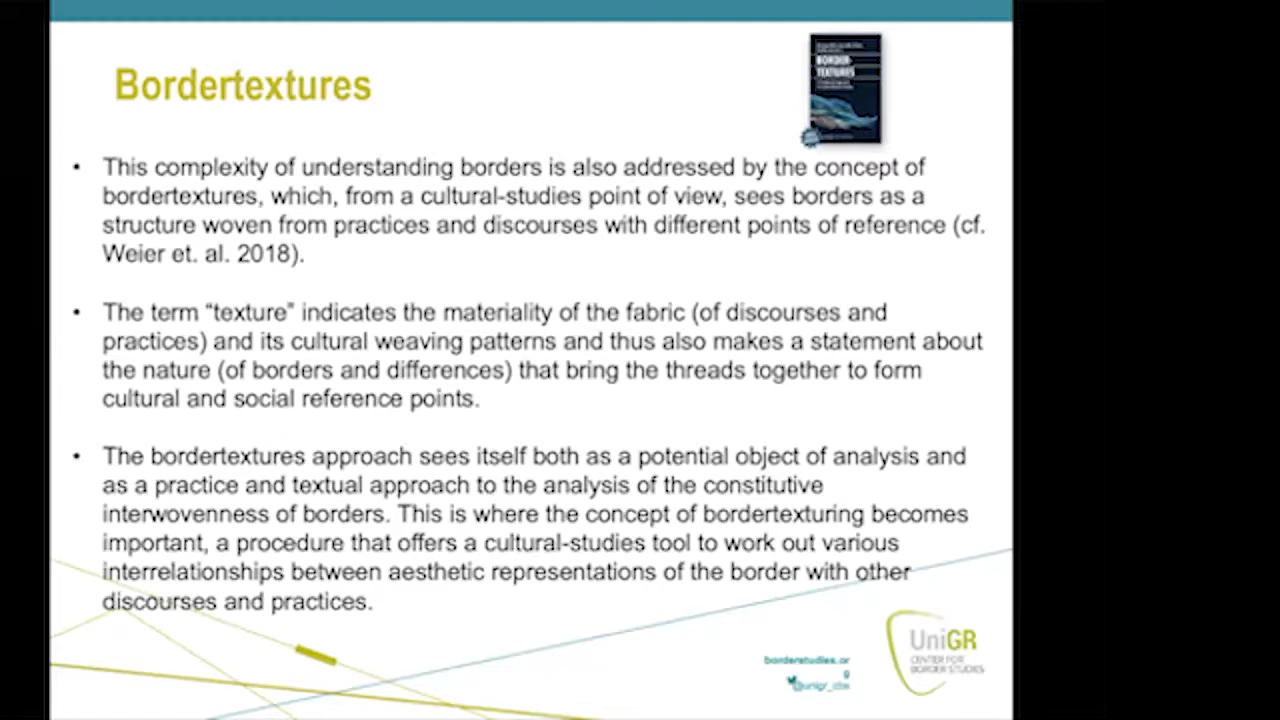 Bordertextures
BORDER
TEXTURES
• This complexity of understanding borders is also addressed by the concept of
bordertextures, which, from a cultural-studies point of view, sees borders as a
structure woven from practices and discourses with different points of reference (cf.
Weier et. al. 2018).
• The term “texture” indicates the materiality of the fabric (of discourses and
practices) and its cultural weaving patterns and thus also makes a statement about
the nature (of borders and differences) that bring the threads together to form
cultural and social reference points.
• The bordertextures approach sees itself both as a potential object of analysis and
as a practice and textual approach to the analysis of the constitutive
interwovenness of borders. This is where the concept of bordertexturing becomes
important, a procedure that offers a cultural-studies tool to work out various
interrelationships between aesthetic representations of the border with other
discourses and practices.
borderstudies.or
g
@unigr_cbs
UniGR
CENTER FOR
BORDER STUDIES